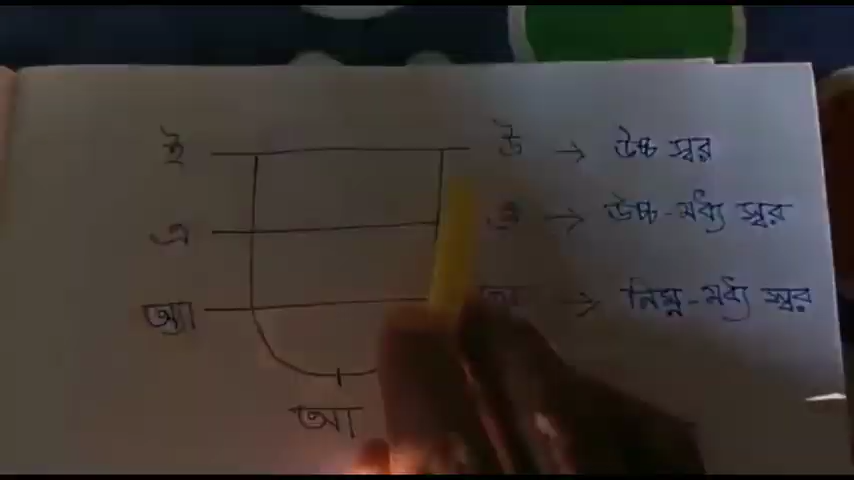 ই উ → উচ্চ স্বর
এ ও → উচ্চ-মধ্য স্বর
অ্যা → নিম্ন-মধ্য স্বর
আ